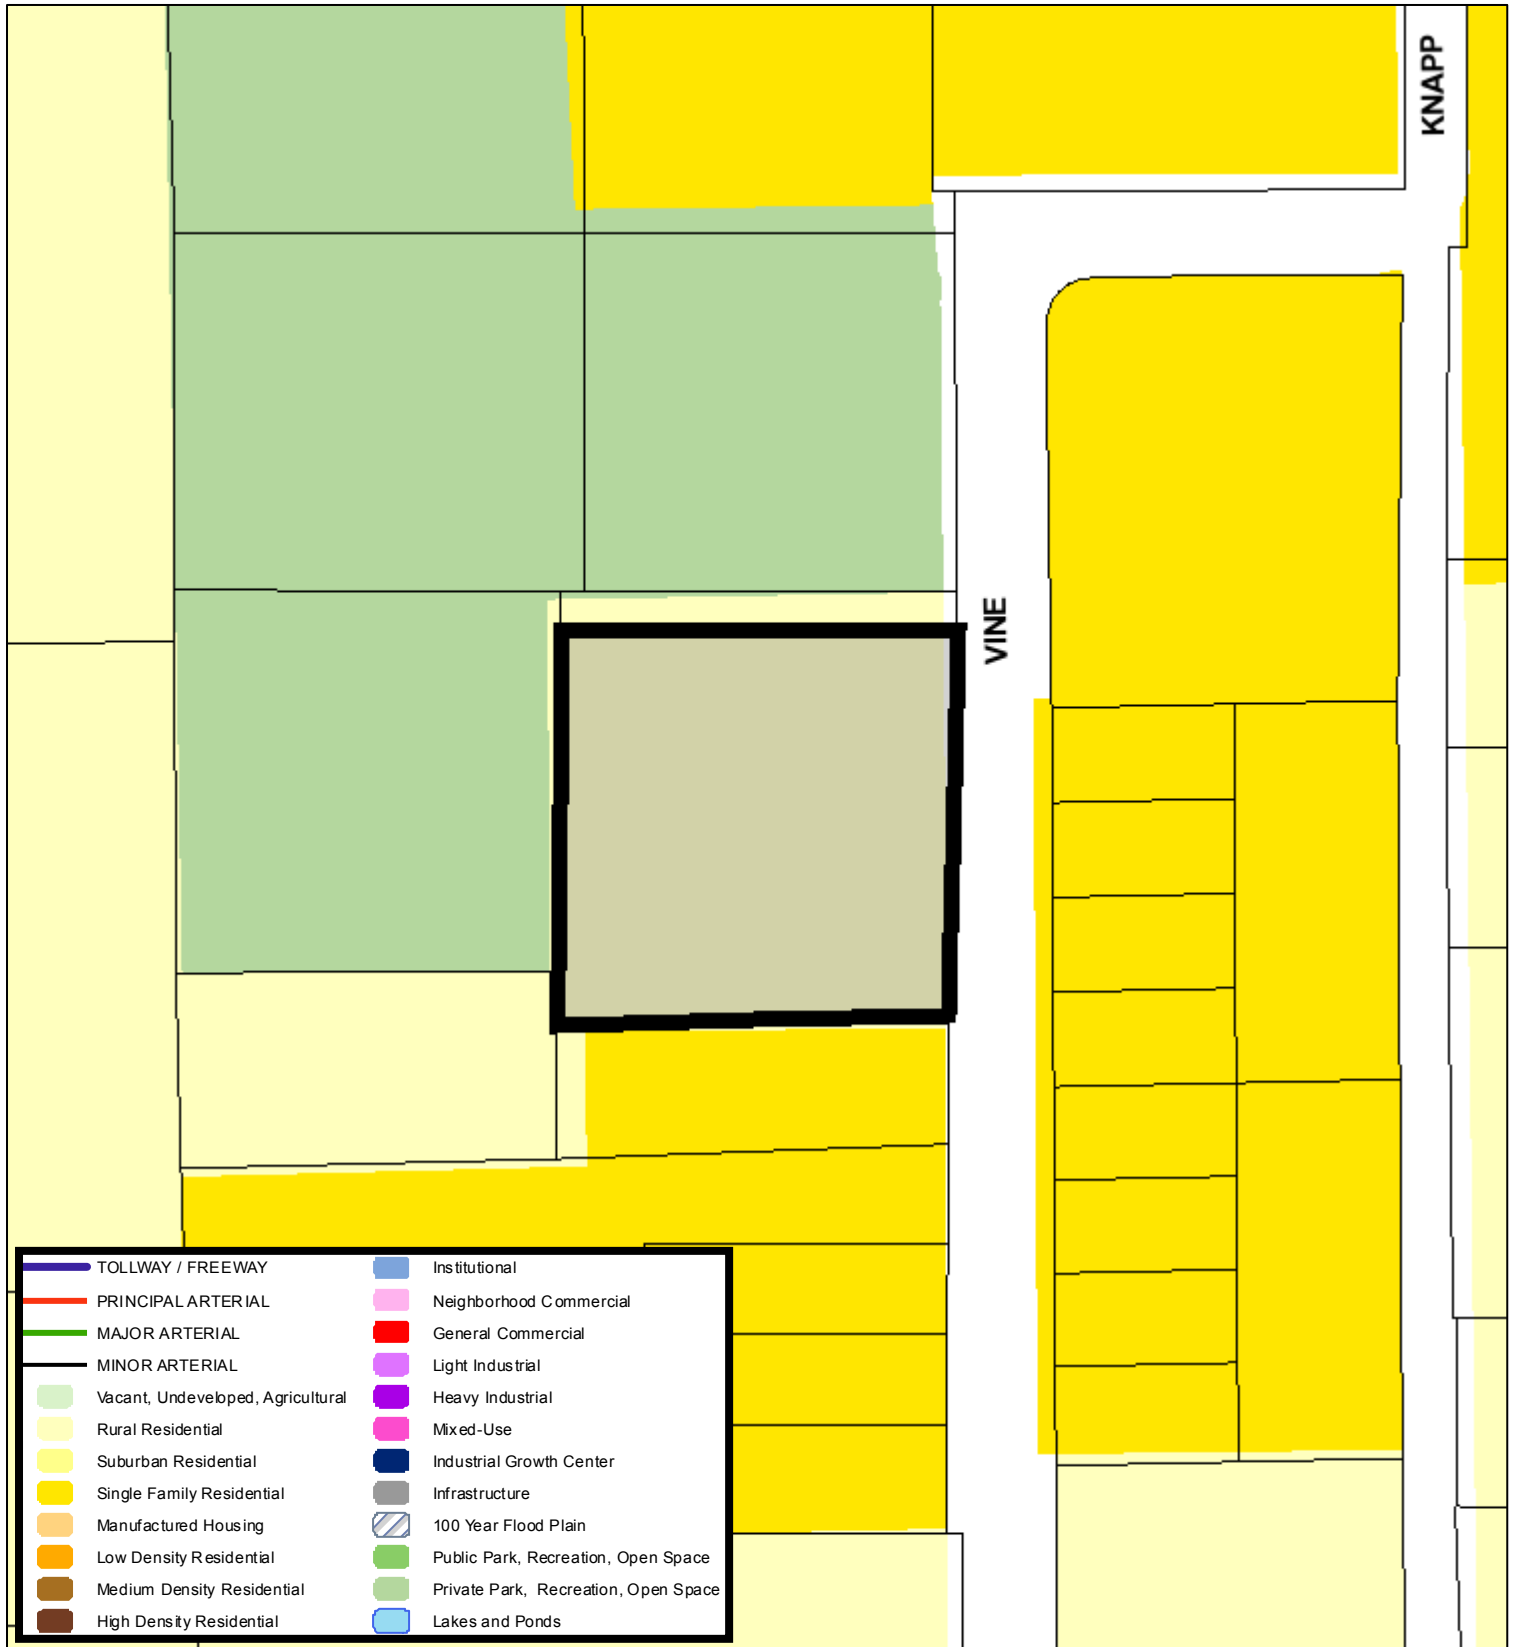 KNAPP
VINE
TOLLWAY / FREEWAY
PRINCIPAL ARTERIAL
MAJOR ARTERIAL
MINOR ARTERIAL
Vacant, Undeveloped, Agricultural
Rural Residential
Suburban Residential
Single Family Residential
Manufactured Housing
Low Density Residential
Medium Density Residential
High Density Residential
Institutional
Neighborhood Commercial
General Commercial
Light Industrial
Heavy Industrial
Mixed-Use
Industrial Growth Center
Infrastructure
100 Year Flood Plain
Public Park, Recreation, Open Space
Private Park, Recreation, Open Space
Lakes and Ponds